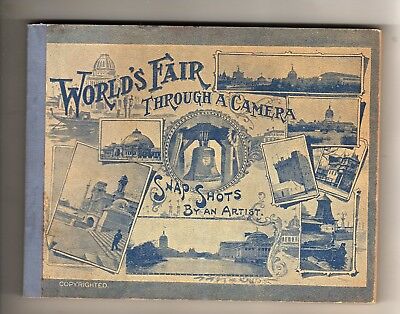 WORLD'S FAIR
THROUGH A CAMERA
SNAP-SHOTS
BY AN ARTIST.
COPYRIGHTED.